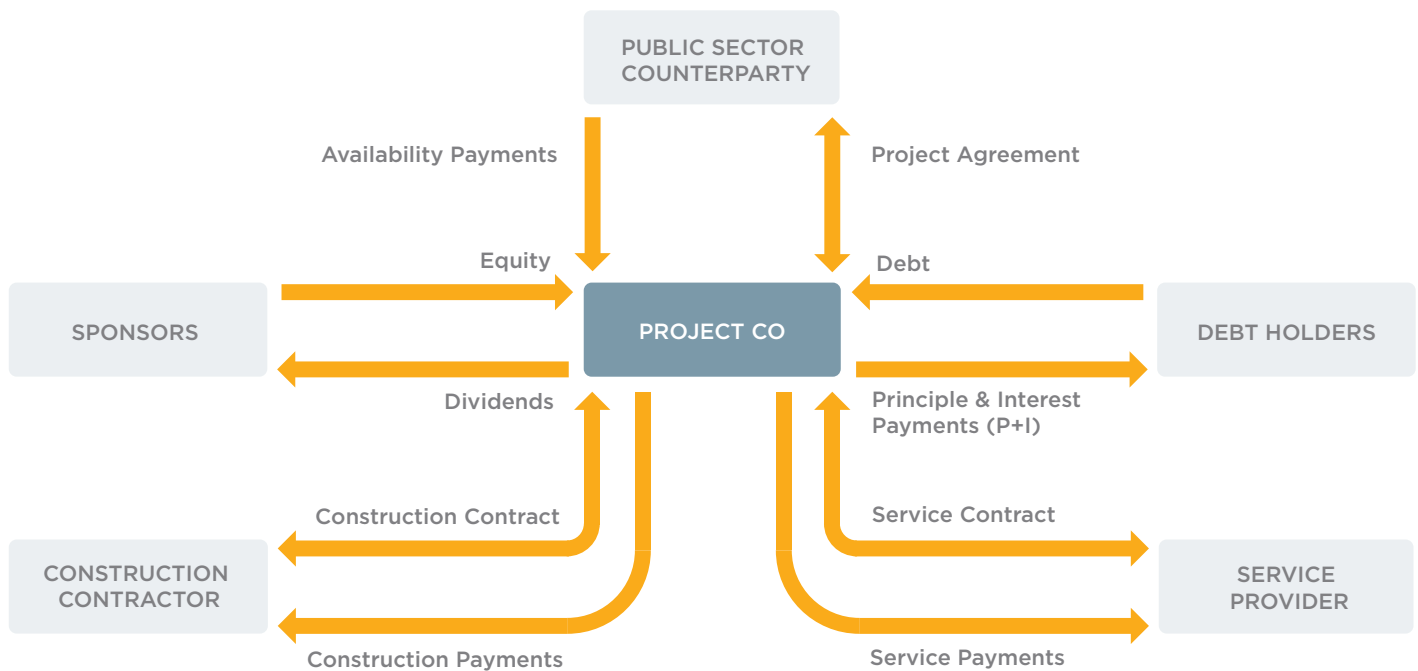 PUBLIC SECTOR
COUNTERPARTY
Availability Payments
Project Agreement
Equity
Debt
SPONSORS
PROJECT CO
DEBT HOLDERS
Dividends
Principle & Interest
Payments (P+I)
Construction Contract
Service Contract
CONSTRUCTION
CONTRACTOR
SERVICE
PROVIDER
Construction Payments
Service Payments